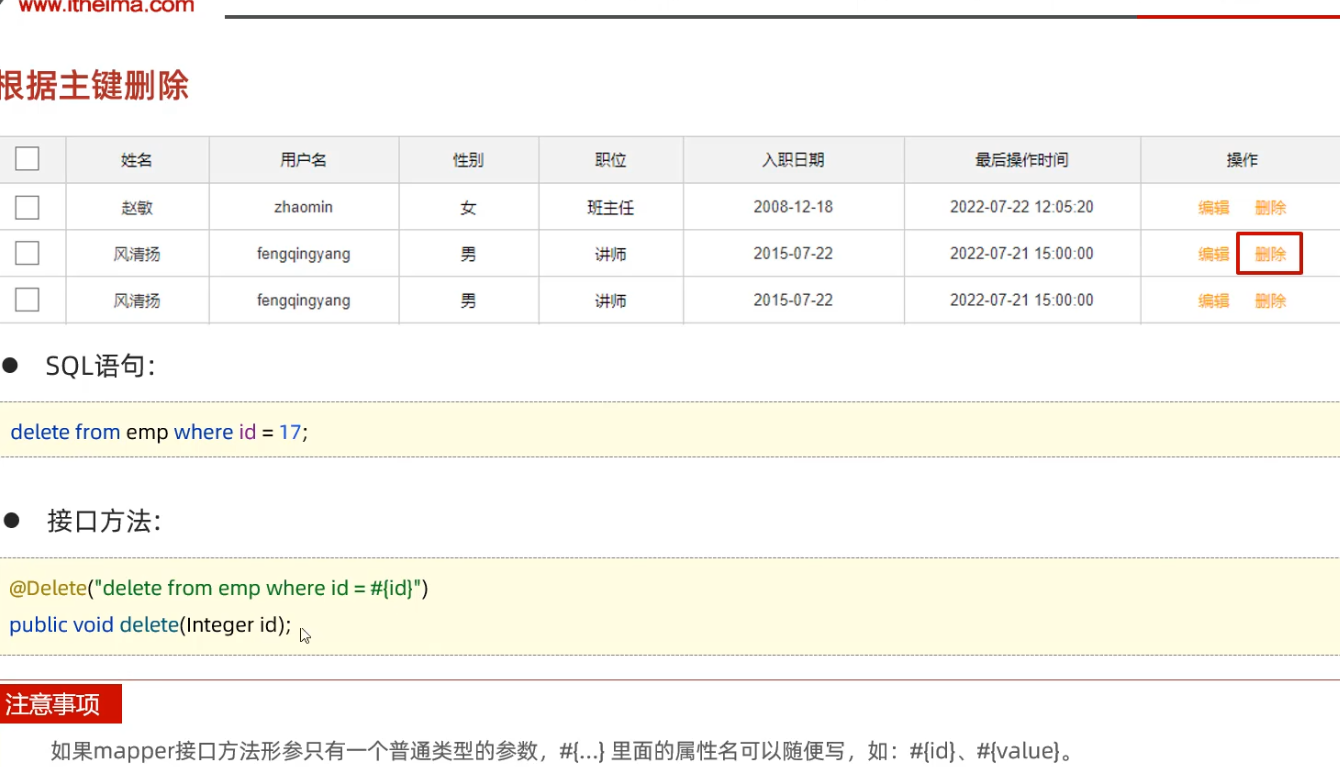 www.itheima.com
根据主键删除
姓名 用户名 性别 职位 入职日期 最后操作时间 操作
赵敏 zhaomin 女 班主任 2008-12-18 2022-07-22 12:05:20 编辑 删除
风清扬 fengqingyang 男 讲师 2015-07-22 2022-07-21 15:00:00 编辑 删除
风清扬 fengqingyang 男 讲师 2015-07-22 2022-07-21 15:00:00 编辑 删除
● SQL语句：
delete from emp where id = 17;
● 接口方法：
@Delete("delete from emp where id = #{id}")
public void delete(Integer id);
注意事项
如果mapper接口方法形参只有一个普通类型的参数，#{…} 里面的属性名可以随便写，如：#{id}、#{value}。